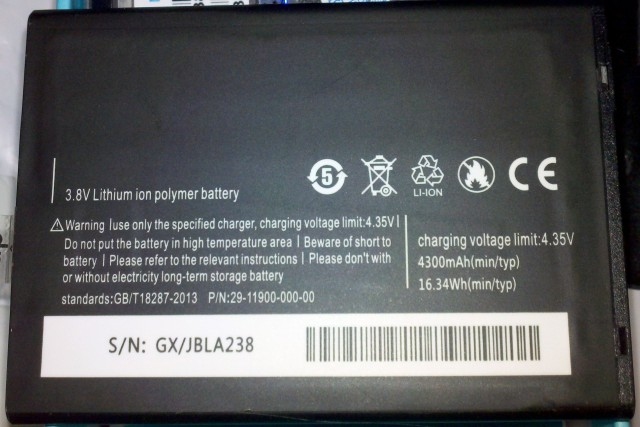 3.8V Lithium ion polymer battery
5
LI-ION
CE
Warning | use only the specified charger, charging voltage limit:4.35V |
Do not put the battery in high temperature area | Beware of short to
battery | Please refer to the relevant instructions | Please don't with
or without electricity long-term storage battery
standards:GB/T18287-2013 P/N:29-11900-000-00
charging voltage limit:4.35V
4300mAh(min/typ)
16.34Wh(min/typ)
S/N: GX/JBLA238